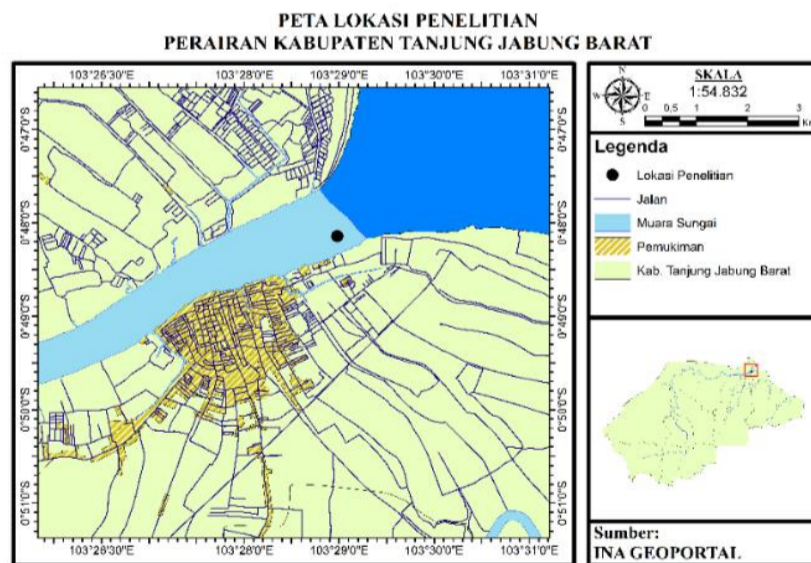 PETA LOKASI PENELITIAN
PERAIRAN KABUPATEN TANJUNG JABUNG BARAT
103°26'30"E 103°28'0"E 103°29'0"E 103°30'0"E 103°31'0"E
0°47'0"S
0°48'0"S
0°49'0"S
0°50'0"S
0°51'0"S
0°47'0"S
0°48'0"S
0°49'0"S
0°50'0"S
0°51'0"S
103°26'30"E 103°28'0"E 103°29'0"E 103°30'0"E 103°31'0"E
N
W E
S
SKALA
1:54.832
0 0,5 1 2 3
Legenda
Lokasi Penelitian
Jalan
Muara Sungai
Pemukiman
Kab. Tanjung Jabung Barat
Sumber:
INA GEOPORTAL